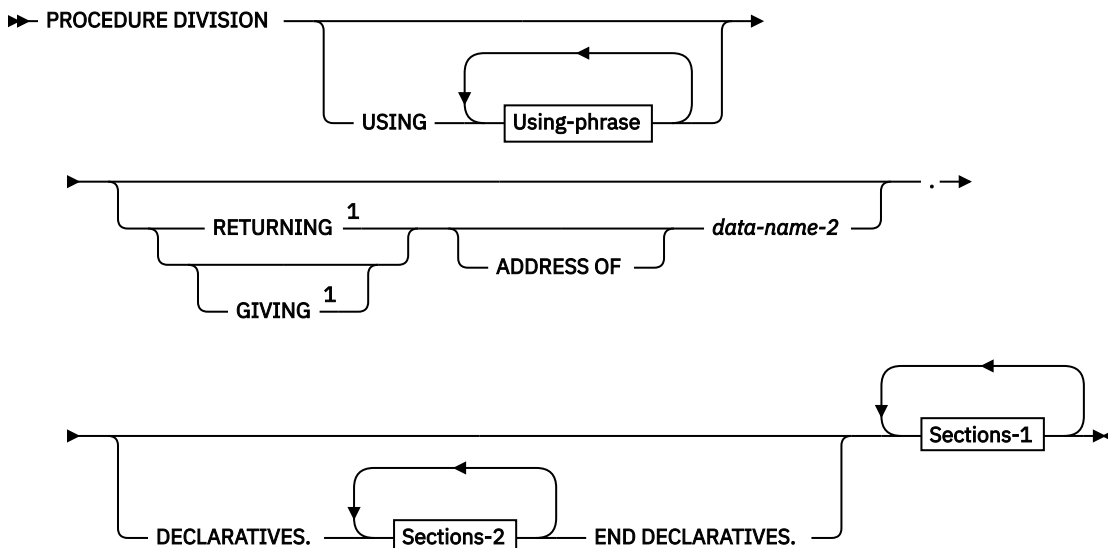 PROCEDURE DIVISION
USING Using-phrase
RETURNING 1 data-name-2 .
ADDRESS OF
GIVING 1
Sections-1
DECLARATIVES. Sections-2 END DECLARATIVES.